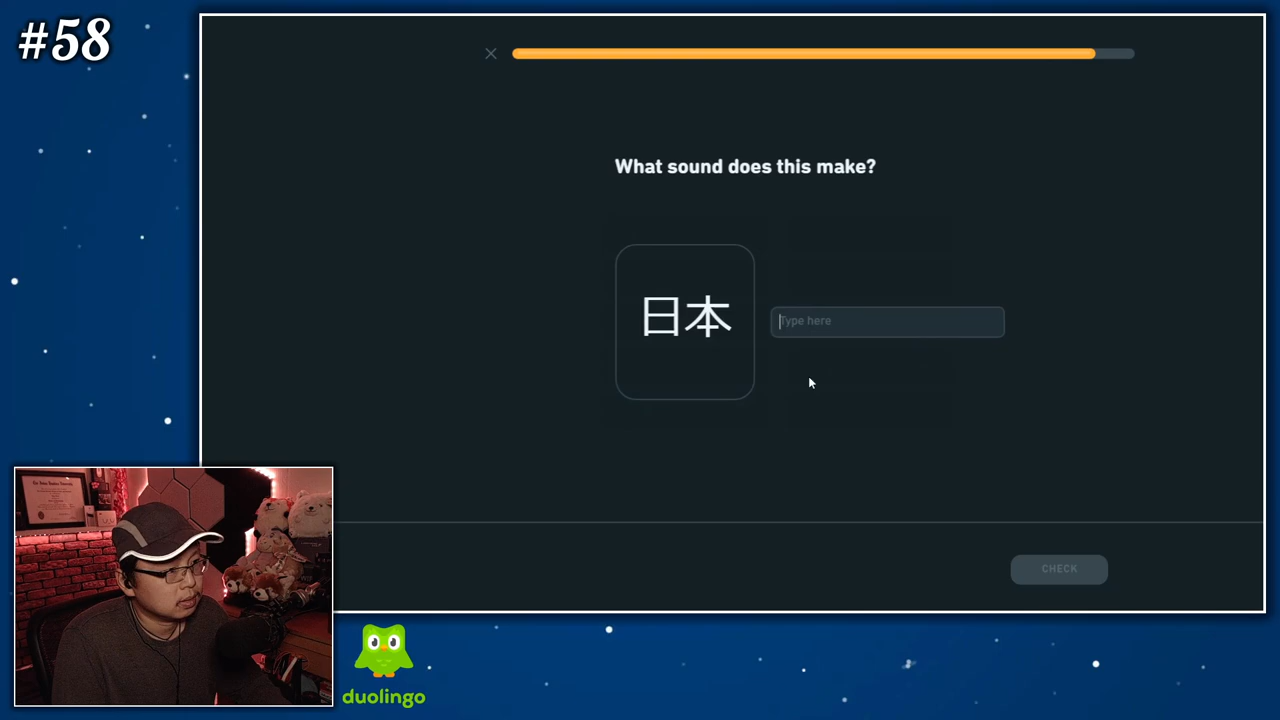 #58
What sound does this make?
日本
Type here
CHECK
duolingo